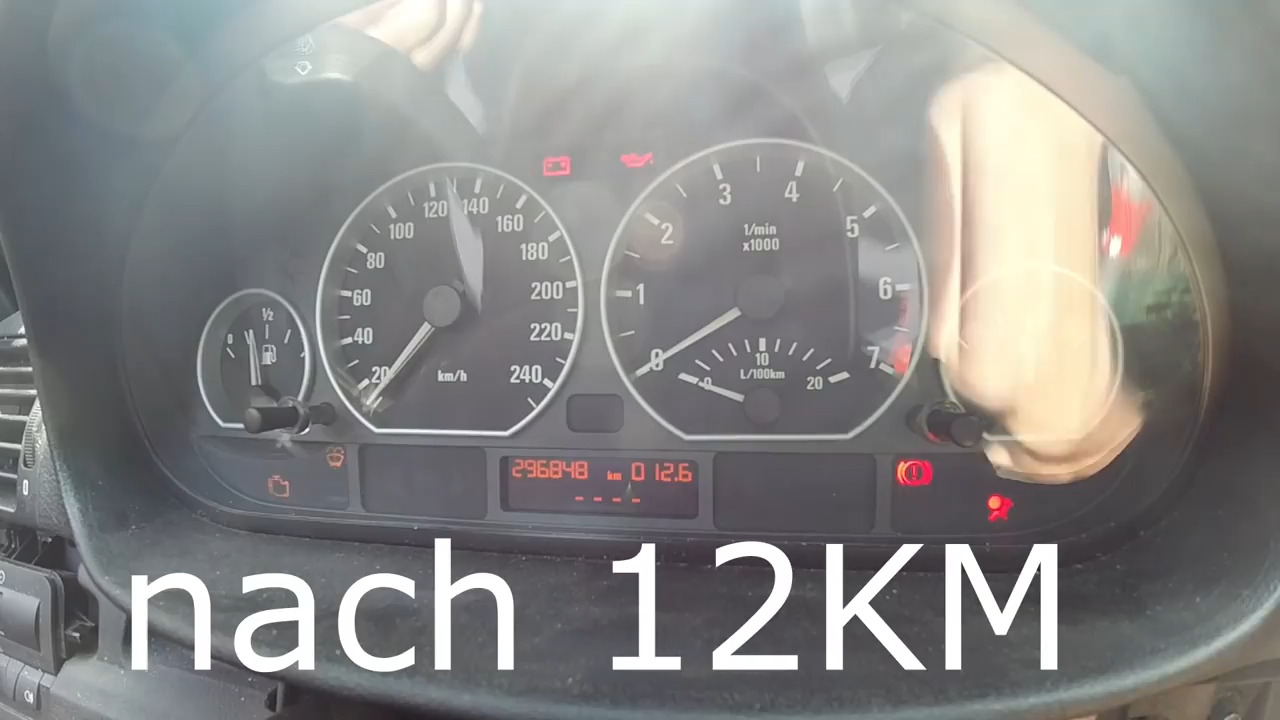 120 140
100 160
80 180
60 200
40 220
20 240
km/h
½
0
3 4
2 5
1/min
x1000
1 6
0 7
10
L/100km
0 20
296848 km 012.6
- - - -
nach 12KM